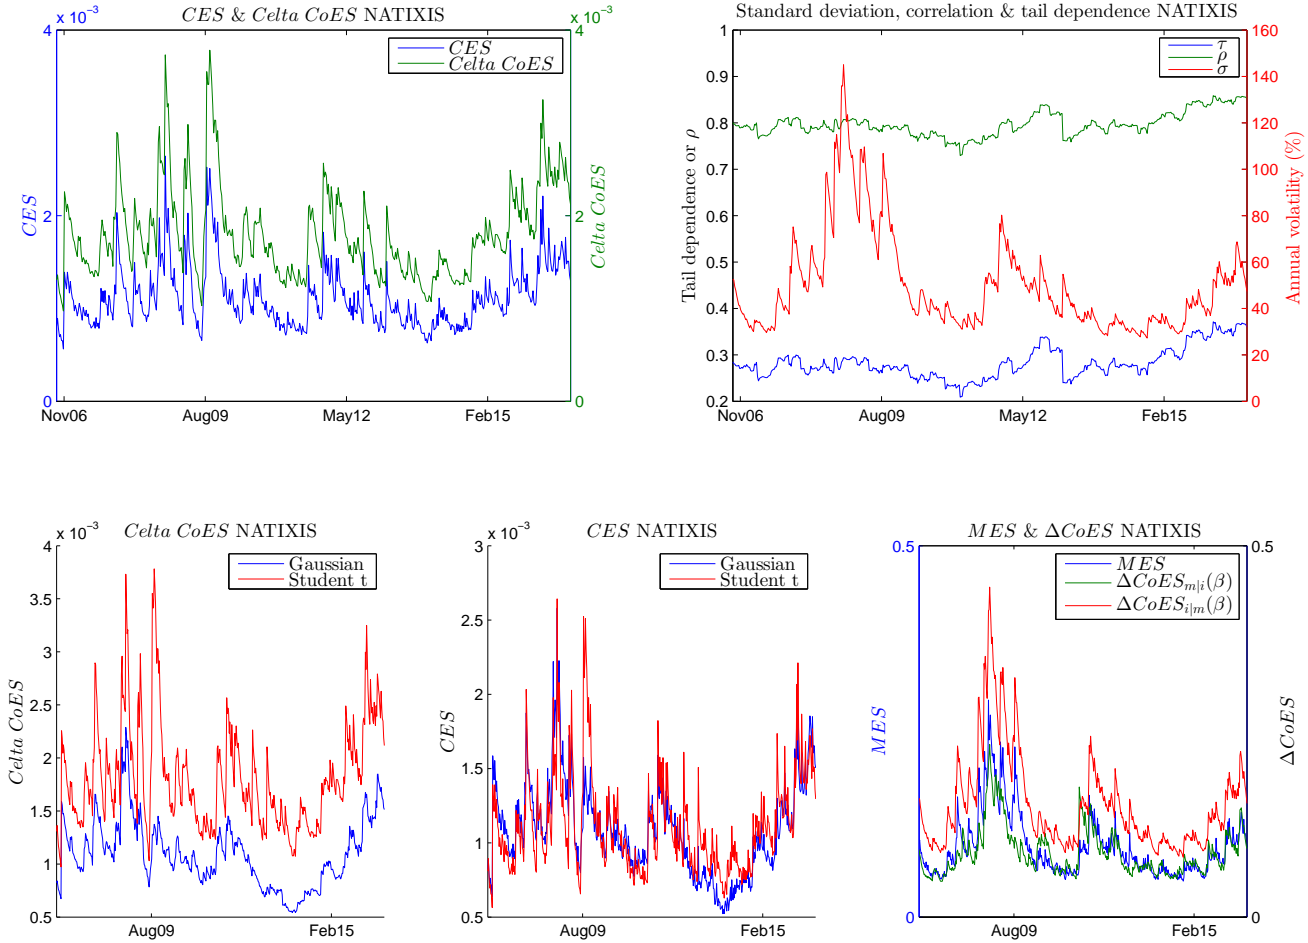 CES & Celta CoES NATIXIS
x 10⁻³
x 10⁻³
CES
Celta CoES
4
2
0
CES
4
2
0
Celta CoES
Nov06 Aug09 May12 Feb15
Standard deviation, correlation & tail dependence NATIXIS
τ
ρ
σ
1
0.9
0.8
0.7
0.6
0.5
0.4
0.3
0.2
Tail dependence or ρ
160
140
120
100
80
60
40
20
0
Annual volatility (%)
Nov06 Aug09 May12 Feb15
Celta CoES NATIXIS
x 10⁻³
Gaussian
Student t
4
3.5
3
2.5
2
1.5
1
0.5
Celta CoES
Aug09 Feb15
CES NATIXIS
x 10⁻³
Gaussian
Student t
3
2.5
2
1.5
1
0.5
CES
Aug09 Feb15
MES & ΔCoES NATIXIS
MES
ΔCoES_{m|i}(β)
ΔCoES_{i|m}(β)
0.5
0
MES
0.5
0
ΔCoES
Aug09 Feb15